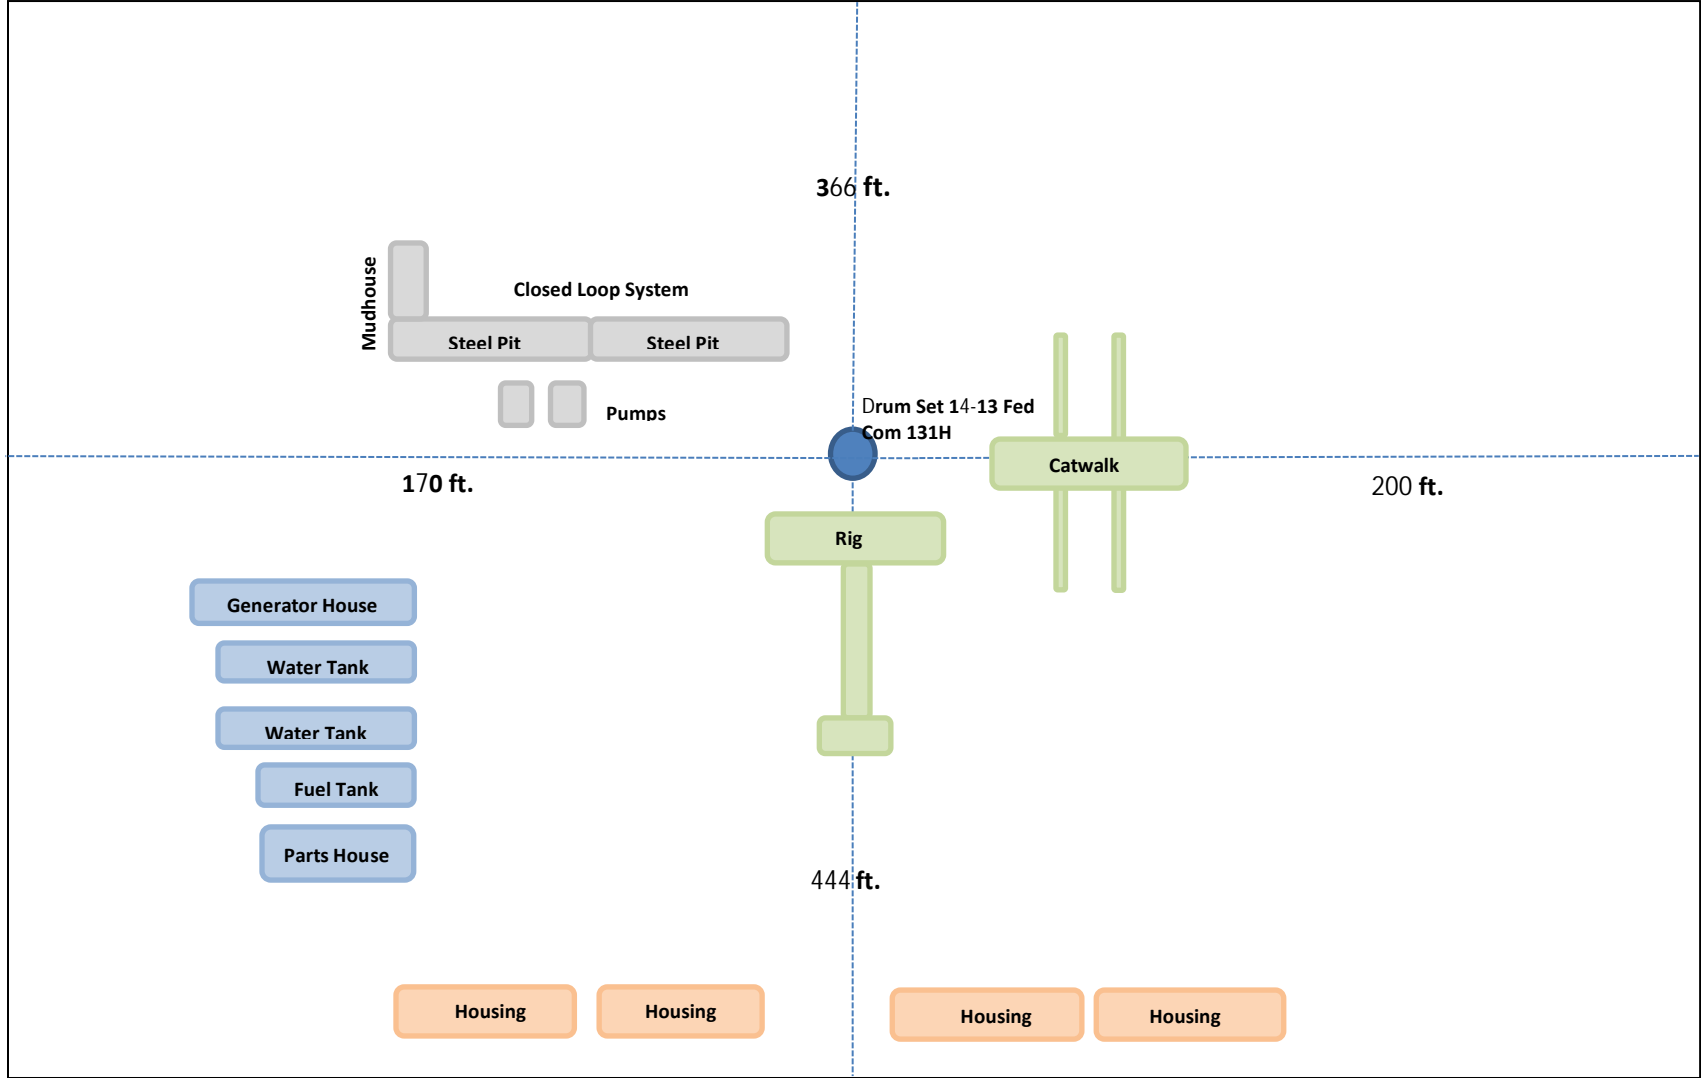 366 ft.
Mudhouse
Closed Loop System
Steel Pit
Steel Pit
Pumps
Drum Set 14-13 Fed
Com 131H
Catwalk
170 ft.
200 ft.
Rig
Generator House
Water Tank
Water Tank
Fuel Tank
Parts House
444 ft.
Housing
Housing
Housing
Housing